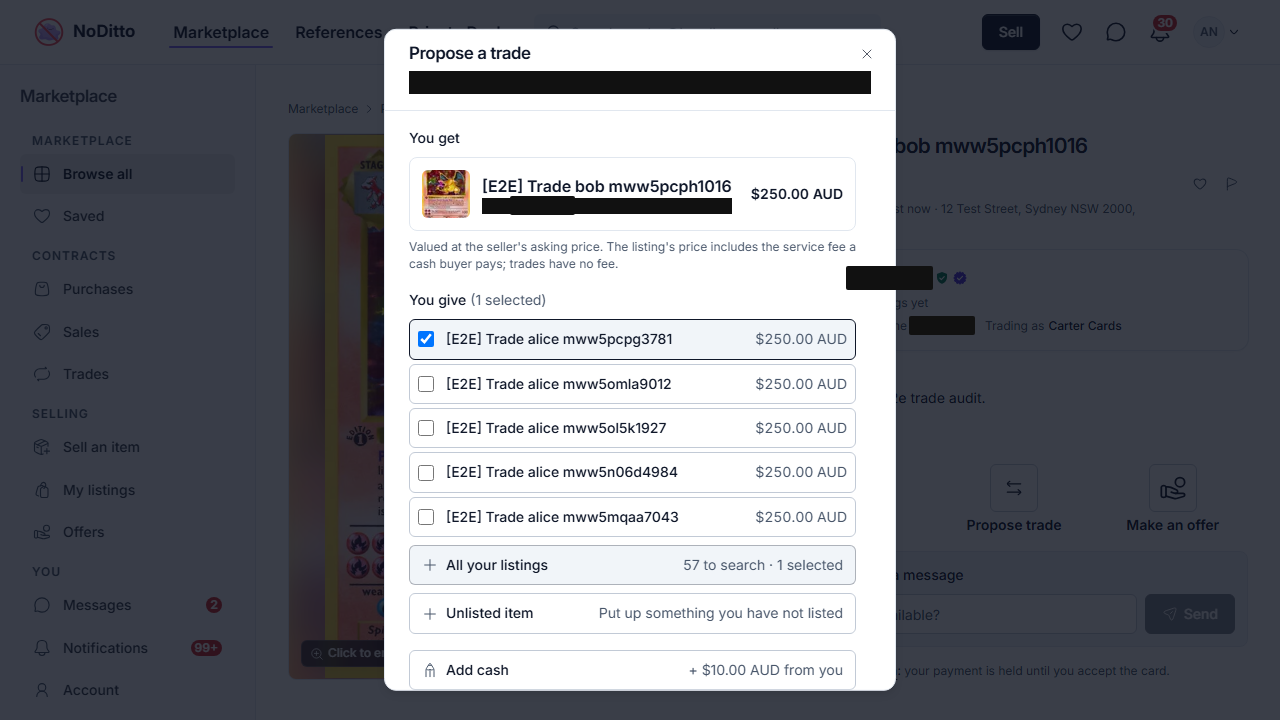 NoDitto
Marketplace
References
Sell
30
AN
Propose a trade
Marketplace
Marketplace
MARKETPLACE
Browse all
Saved
CONTRACTS
Purchases
Sales
Trades
SELLING
Sell an item
My listings
Offers
YOU
Messages 2
Notifications 99+
Account
You get
[E2E] Trade bob mww5pcph1016
$250.00 AUD
Valued at the seller's asking price. The listing's price includes the service fee a
cash buyer pays; trades have no fee.
You give (1 selected)
[E2E] Trade alice mww5pcpg3781 $250.00 AUD
[E2E] Trade alice mww5omla9012 $250.00 AUD
[E2E] Trade alice mww5ol5k1927 $250.00 AUD
[E2E] Trade alice mww5n06d4984 $250.00 AUD
[E2E] Trade alice mww5mqaa7043 $250.00 AUD
All your listings 57 to search · 1 selected
Unlisted item Put up something you have not listed
Add cash + $10.00 AUD from you
Click to
bob mww5pcph1016
st now · 12 Test Street, Sydney NSW 2000,
gs yet
Trading as Carter Cards
trade audit.
Propose trade
Make an offer
message
Send
your payment is held until you accept the card.